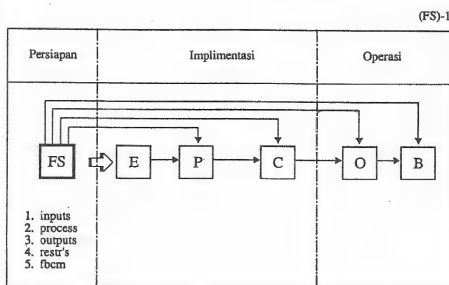 (FS)-1
Persiapan Implimentasi Operasi
FS E P C O B
1. inputs
2. process
3. outputs
4. restr's
5. fbcm